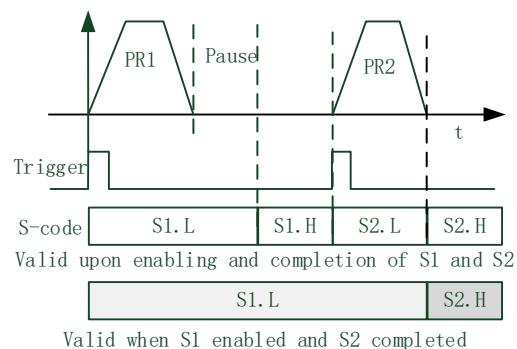 PR1 Pause PR2
t
Trigger
S-code S1.L S1.H S2.L S2.H
Valid upon enabling and completion of S1 and S2
S1.L S2.H
Valid when S1 enabled and S2 completed